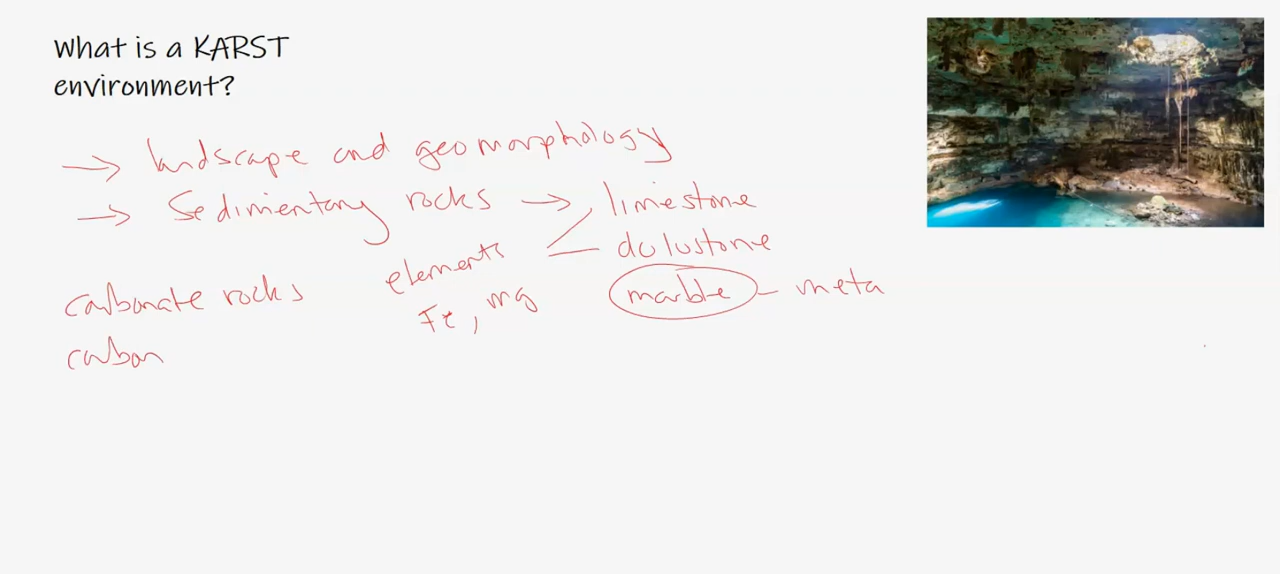 What is a KARST
environment?
→ landscape and geomorphology
→ Sedimentary rocks → limestone
dolostone
elements
carbonate rocks
marble - meta
Fe, mg
carbon